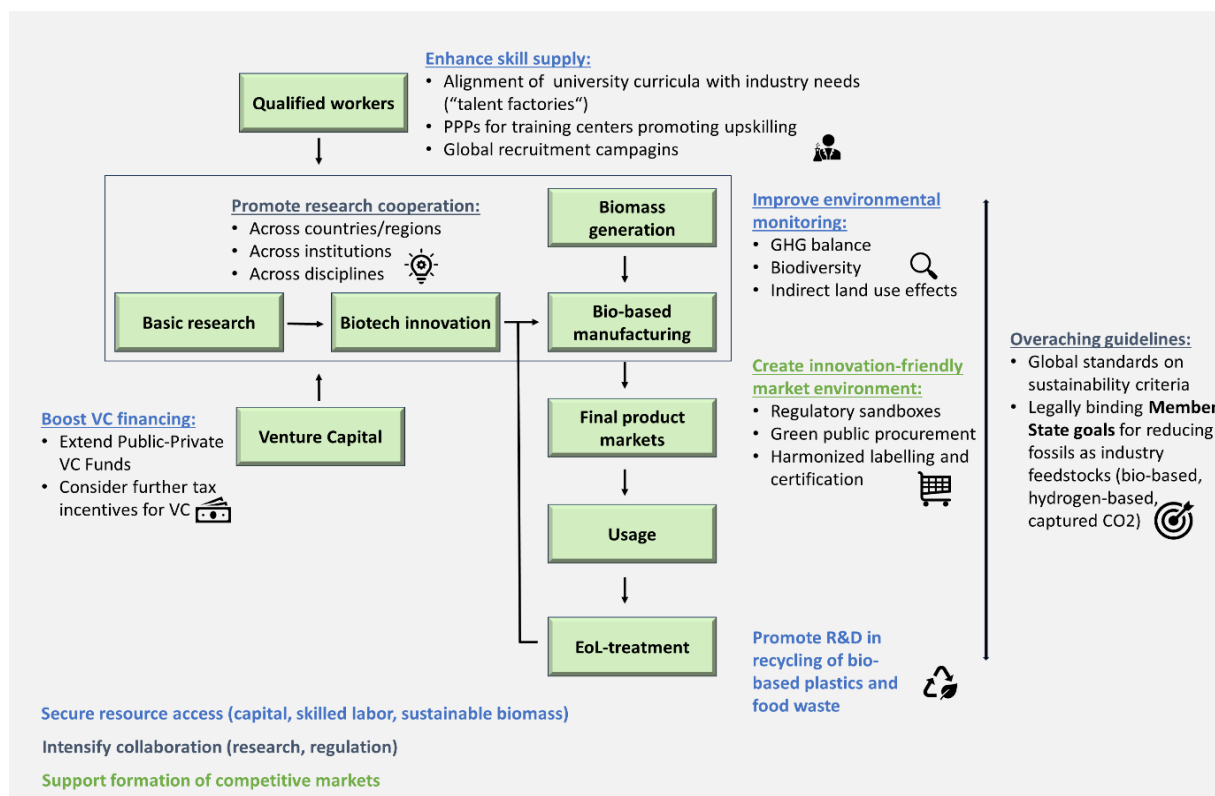 Enhance skill supply:
• Alignment of university curricula with industry needs
(“talent factories“)
• PPPs for training centers promoting upskilling
• Global recruitment campagins
Qualified workers
Promote research cooperation:
• Across countries/regions
• Across institutions
• Across disciplines
Biomass
generation
Improve environmental
monitoring:
• GHG balance
• Biodiversity
• Indirect land use effects
Basic research
Biotech innovation
Bio-based
manufacturing
Overaching guidelines:
• Global standards on
sustainability criteria
• Legally binding Member
State goals for reducing
fossils as industry
feedstocks (bio-based,
hydrogen-based,
captured CO2)
Create innovation-friendly
market environment:
• Regulatory sandboxes
• Green public procurement
• Harmonized labelling and
certification
Boost VC financing:
• Extend Public-Private
VC Funds
• Consider further tax
incentives for VC
Venture Capital
Final product
markets
Usage
EoL-treatment
Promote R&D in
recycling of bio-
based plastics and
food waste
Secure resource access (capital, skilled labor, sustainable biomass)
Intensify collaboration (research, regulation)
Support formation of competitive markets